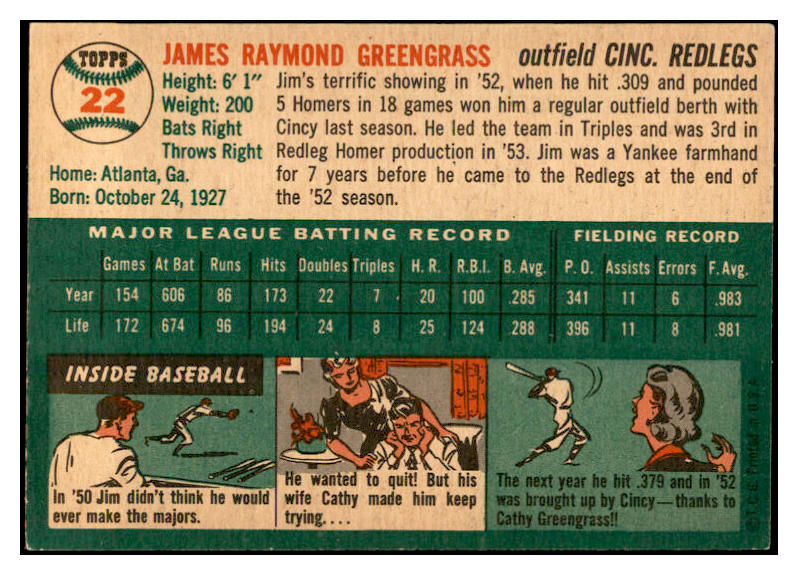 TOPPS
22
JAMES RAYMOND GREENGRASS outfield CINC. REDLEGS
Height: 6' 1"
Weight: 200
Bats Right
Throws Right
Home: Atlanta, Ga.
Born: October 24, 1927
Jim's terrific showing in '52, when he hit .309 and pounded
5 Homers in 18 games won him a regular outfield berth with
Cincy last season. He led the team in Triples and was 3rd in
Redleg Homer production in '53. Jim was a Yankee farmhand
for 7 years before he came to the Redlegs at the end of
the '52 season.
MAJOR LEAGUE BATTING RECORD FIELDING RECORD
Games At Bat Runs Hits Doubles Triples H. R. R.B.I. B. Avg. P. O. Assists Errors F. Avg.
Year 154 606 86 173 22 7 20 100 .285 341 11 6 .983
Life 172 674 96 194 24 8 25 124 .288 396 11 8 .981
INSIDE BASEBALL
In '50 Jim didn't think he would
ever make the majors.
He wanted to quit! But his
wife Cathy made him keep
trying....
The next year he hit .379 and in '52
was brought up by Cincy—thanks to
Cathy Greengrass!!
© T. C. G. Printed in U.S.A.